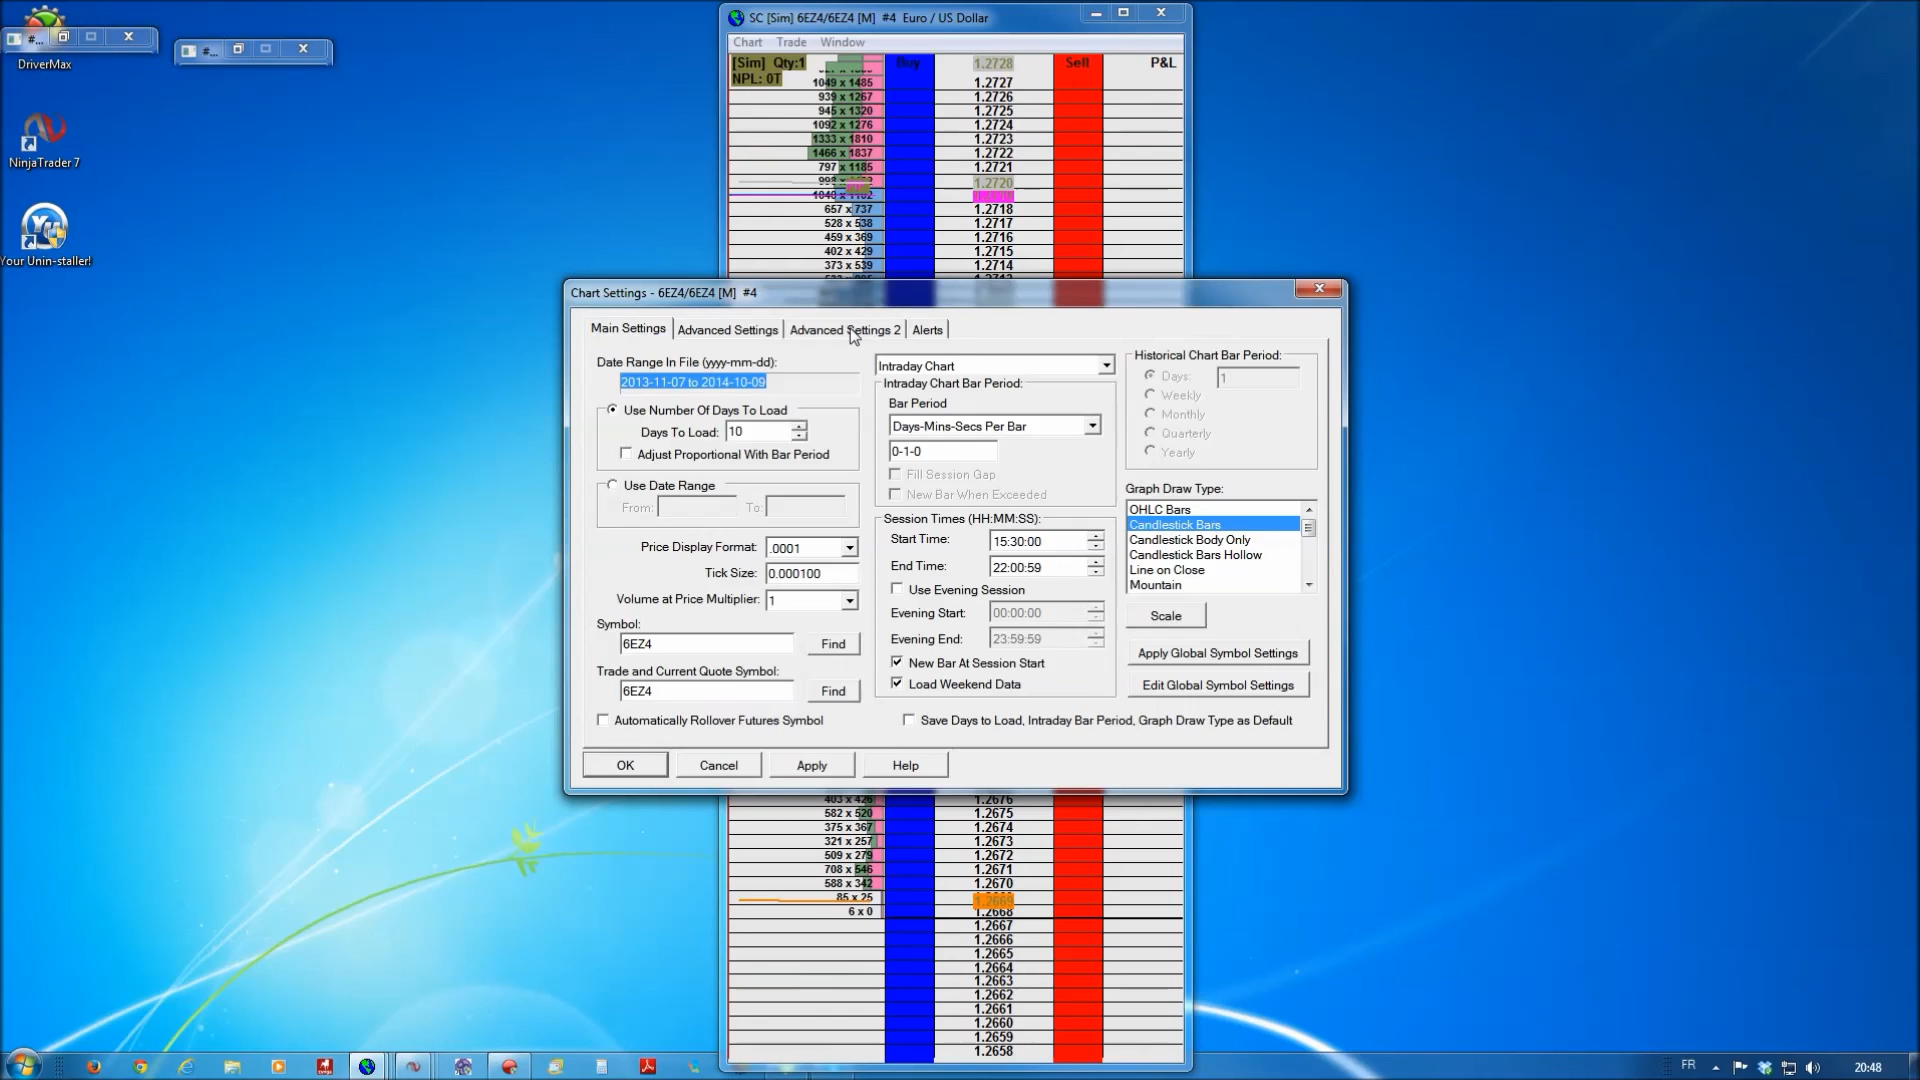 #...
#...
DriverMax
NinjaTrader 7
Your Unin-staller!
SC [Sim] 6EZ4/6EZ4 [M]  #4  Euro / US Dollar
Chart Trade Window
[Sim]  Qty:1 Buy 1.2728 Sell P&L
NPL: 0T
1049 x 1485 1.2727
939 x 1267 1.2726
945 x 1320 1.2725
1092 x 1276 1.2724
1333 x 1810 1.2723
1466 x 1837 1.2722
797 x 1185 1.2721
1.2720
657 x 737 1.2718
528 x 538 1.2717
459 x 369 1.2716
402 x 429 1.2715
373 x 539 1.2714
Chart Settings - 6EZ4/6EZ4 [M]  #4
Main Settings Advanced Settings Advanced Settings 2 Alerts
Date Range In File (yyy-mm-dd):
2013-11-07 to 2014-10-09
Use Number Of Days To Load
Days To Load: 10
Adjust Proportional With Bar Period
Use Date Range
From: To:
Price Display Format: .0001
Tick Size: 0.000100
Volume at Price Multiplier: 1
Symbol:
6EZ4 Find
Trade and Current Quote Symbol:
6EZ4 Find
Automatically Rollover Futures Symbol
Intraday Chart
Intraday Chart Bar Period:
Bar Period
Days-Mins-Secs Per Bar
0-1-0
Fill Session Gap
New Bar When Exceeded
Session Times (HH:MM:SS):
Start Time: 15:30:00
End Time: 22:00:59
Use Evening Session
Evening Start: 00:00:00
Evening End: 23:59:59
New Bar At Session Start
Load Weekend Data
Save Days to Load, Intraday Bar Period, Graph Draw Type as Default
Historical Chart Bar Period:
Days: 1
Weekly
Monthly
Quarterly
Yearly
Graph Draw Type:
OHLC Bars
Candlestick Bars
Candlestick Body Only
Candlestick Bars Hollow
Line on Close
Mountain
Scale
Apply Global Symbol Settings
Edit Global Symbol Settings
OK Cancel Apply Help
403 x 426 1.2676
582 x 520 1.2675
375 x 367 1.2674
321 x 257 1.2673
509 x 279 1.2672
708 x 546 1.2671
588 x 342 1.2670
85 x 25 1.2669
6 x 0 1.2668
1.2667
1.2666
1.2665
1.2664
1.2663
1.2662
1.2661
1.2660
1.2659
1.2658
FR 20:48